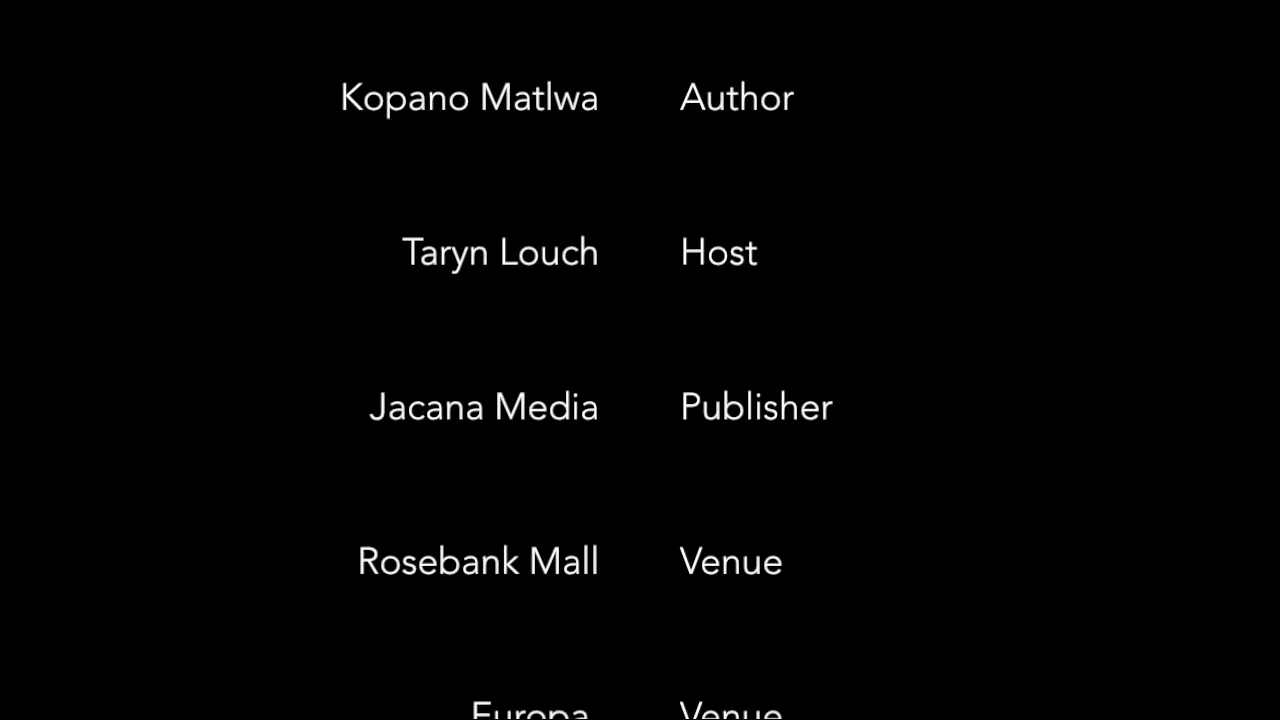 Kopano Matlwa Author
Taryn Louch Host
Jacana Media Publisher
Rosebank Mall Venue
Europa Venue